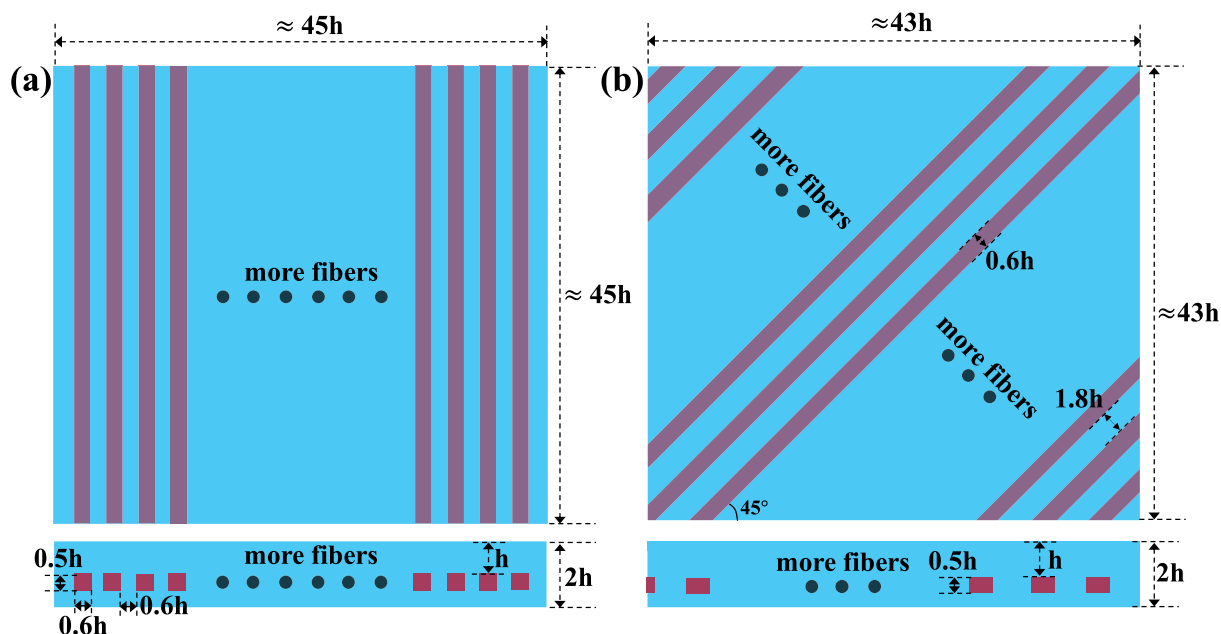 ≈ 45h
≈43h
(a)
(b)
more fibers
0.6h
more fibers
≈ 45h
≈43h
more fibers
1.8h
45°
0.5h
more fibers
h
2h
0.6h
0.6h
more fibers
0.5h
h
2h